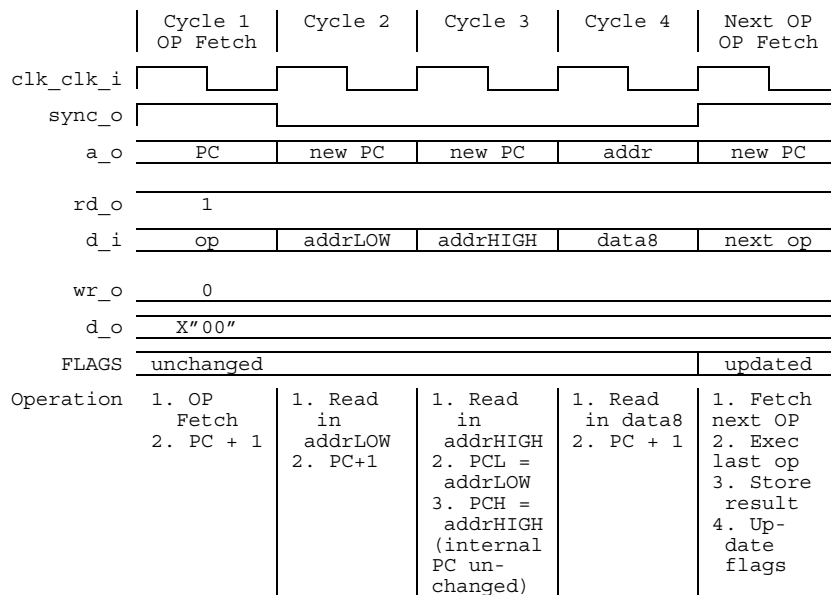 Cycle 1 Cycle 2 Cycle 3 Cycle 4 Next OP
OP Fetch OP Fetch
clk_clk_i
sync_o
a_o PC new PC new PC addr new PC
rd_o 1
d_i op addrLOW addrHIGH data8 next op
wr_o 0
d_o X"00"
FLAGS unchanged updated
Operation 1. OP 1. Read 1. Read 1. Read 1. Fetch
Fetch in in in data8 next OP
2. PC + 1 addrLOW addrHIGH 2. PC + 1 2. Exec
2. PC+1 2. PCL = last op
addrLOW 3. Store
3. PCH = result
addrHIGH 4. Up-
(internal date
PC un- flags
changed)